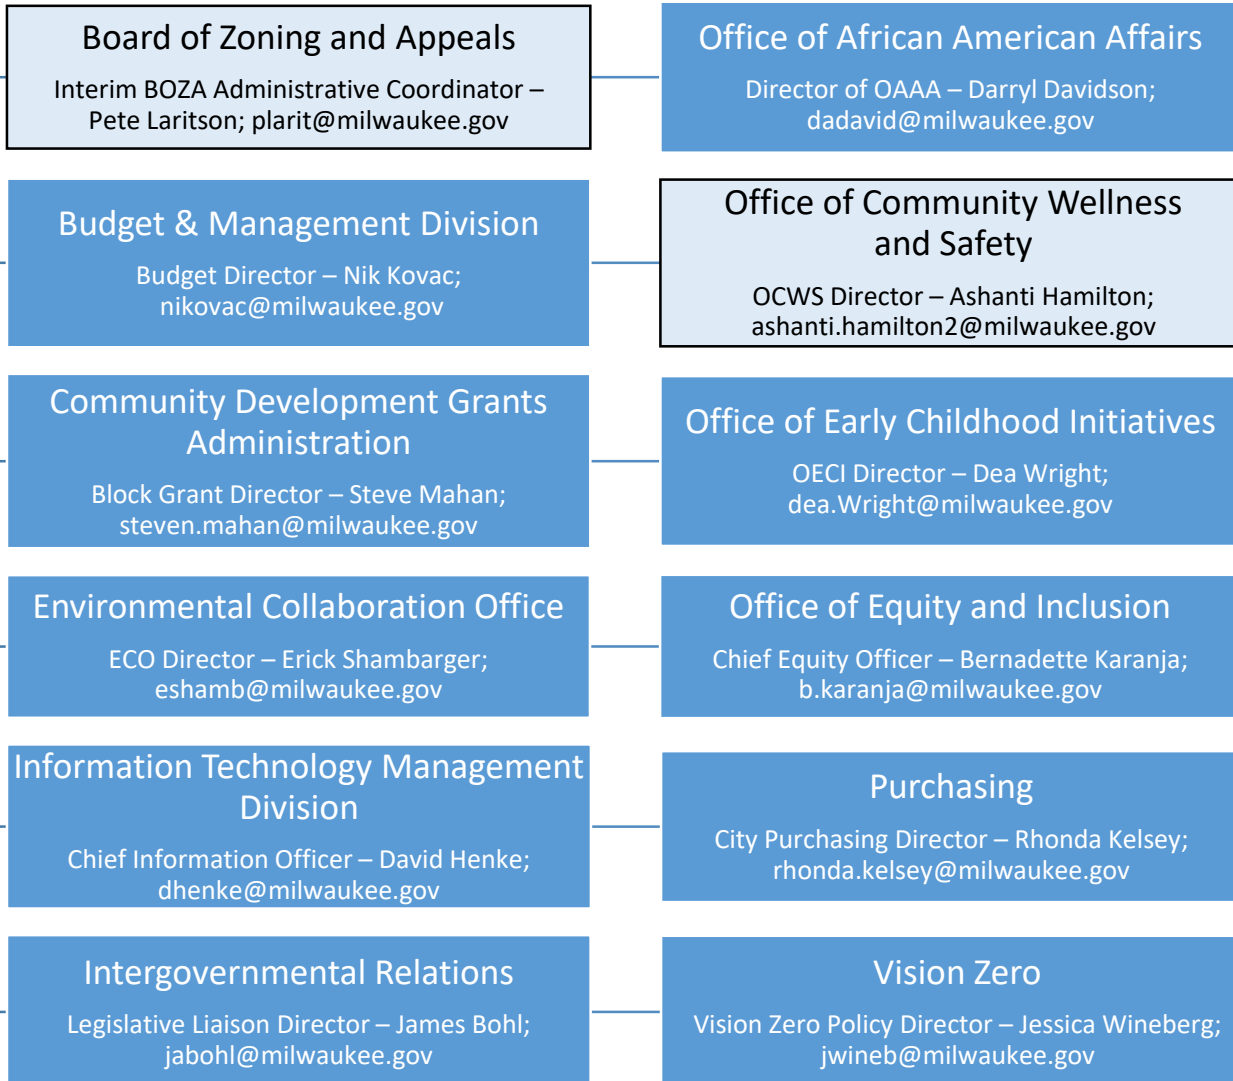 Board of Zoning and Appeals
Interim BOZA Administrative Coordinator –
Pete Laritson; plarit@milwaukee.gov
Office of African American Affairs
Director of OAAA – Darryl Davidson;
dadavid@milwaukee.gov
Budget & Management Division
Budget Director – Nik Kovac;
nikovac@milwaukee.gov
Office of Community Wellness
and Safety
OCWS Director – Ashanti Hamilton;
ashanti.hamilton2@milwaukee.gov
Community Development Grants
Administration
Block Grant Director – Steve Mahan;
steven.mahan@milwaukee.gov
Office of Early Childhood Initiatives
OECI Director – Dea Wright;
dea.Wright@milwaukee.gov
Environmental Collaboration Office
ECO Director – Erick Shambarger;
eshamb@milwaukee.gov
Office of Equity and Inclusion
Chief Equity Officer – Bernadette Karanja;
b.karanja@milwaukee.gov
Information Technology Management
Division
Chief Information Officer – David Henke;
dhenke@milwaukee.gov
Purchasing
City Purchasing Director – Rhonda Kelsey;
rhonda.kelsey@milwaukee.gov
Intergovernmental Relations
Legislative Liaison Director – James Bohl;
jabohl@milwaukee.gov
Vision Zero
Vision Zero Policy Director – Jessica Wineberg;
jwineb@milwaukee.gov